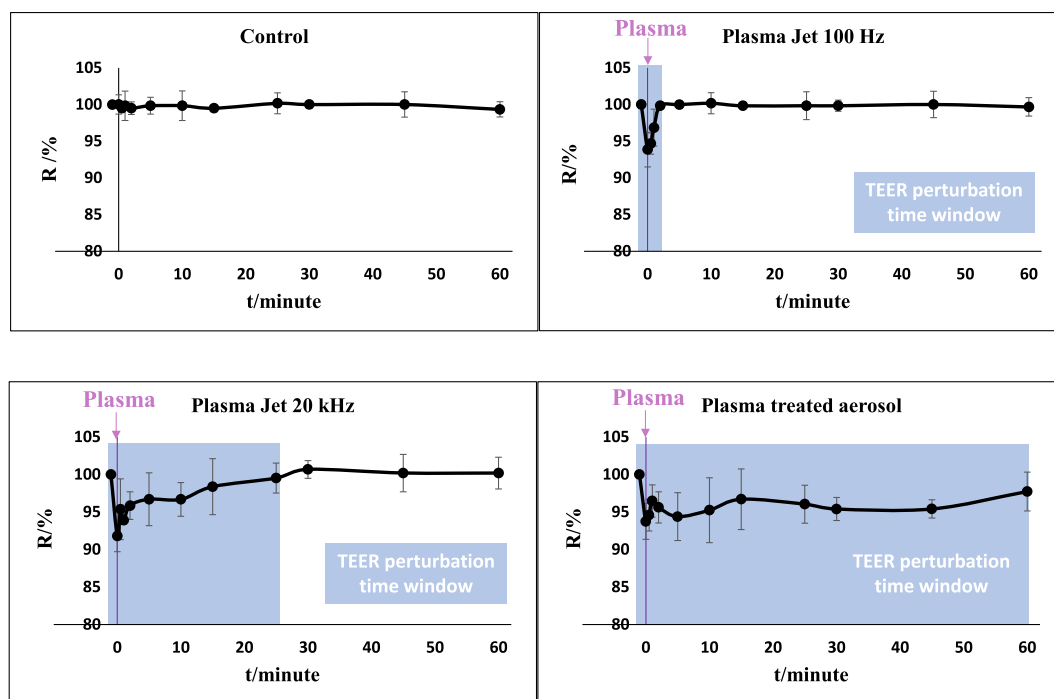 Control
105
100
95
90
85
80
R /%
0 10 20 30 40 50 60
t/minute
Plasma
Plasma Jet 100 Hz
105
100
95
90
85
80
R/%
TEER perturbation
time window
0 10 20 30 40 50 60
t/minute
Plasma
Plasma Jet 20 kHz
105
100
95
90
85
80
R/%
TEER perturbation
time window
0 10 20 30 40 50 60
t/minute
Plasma
Plasma treated aerosol
105
100
95
90
85
80
R/%
TEER perturbation
time window
0 10 20 30 40 50 60
t/minute